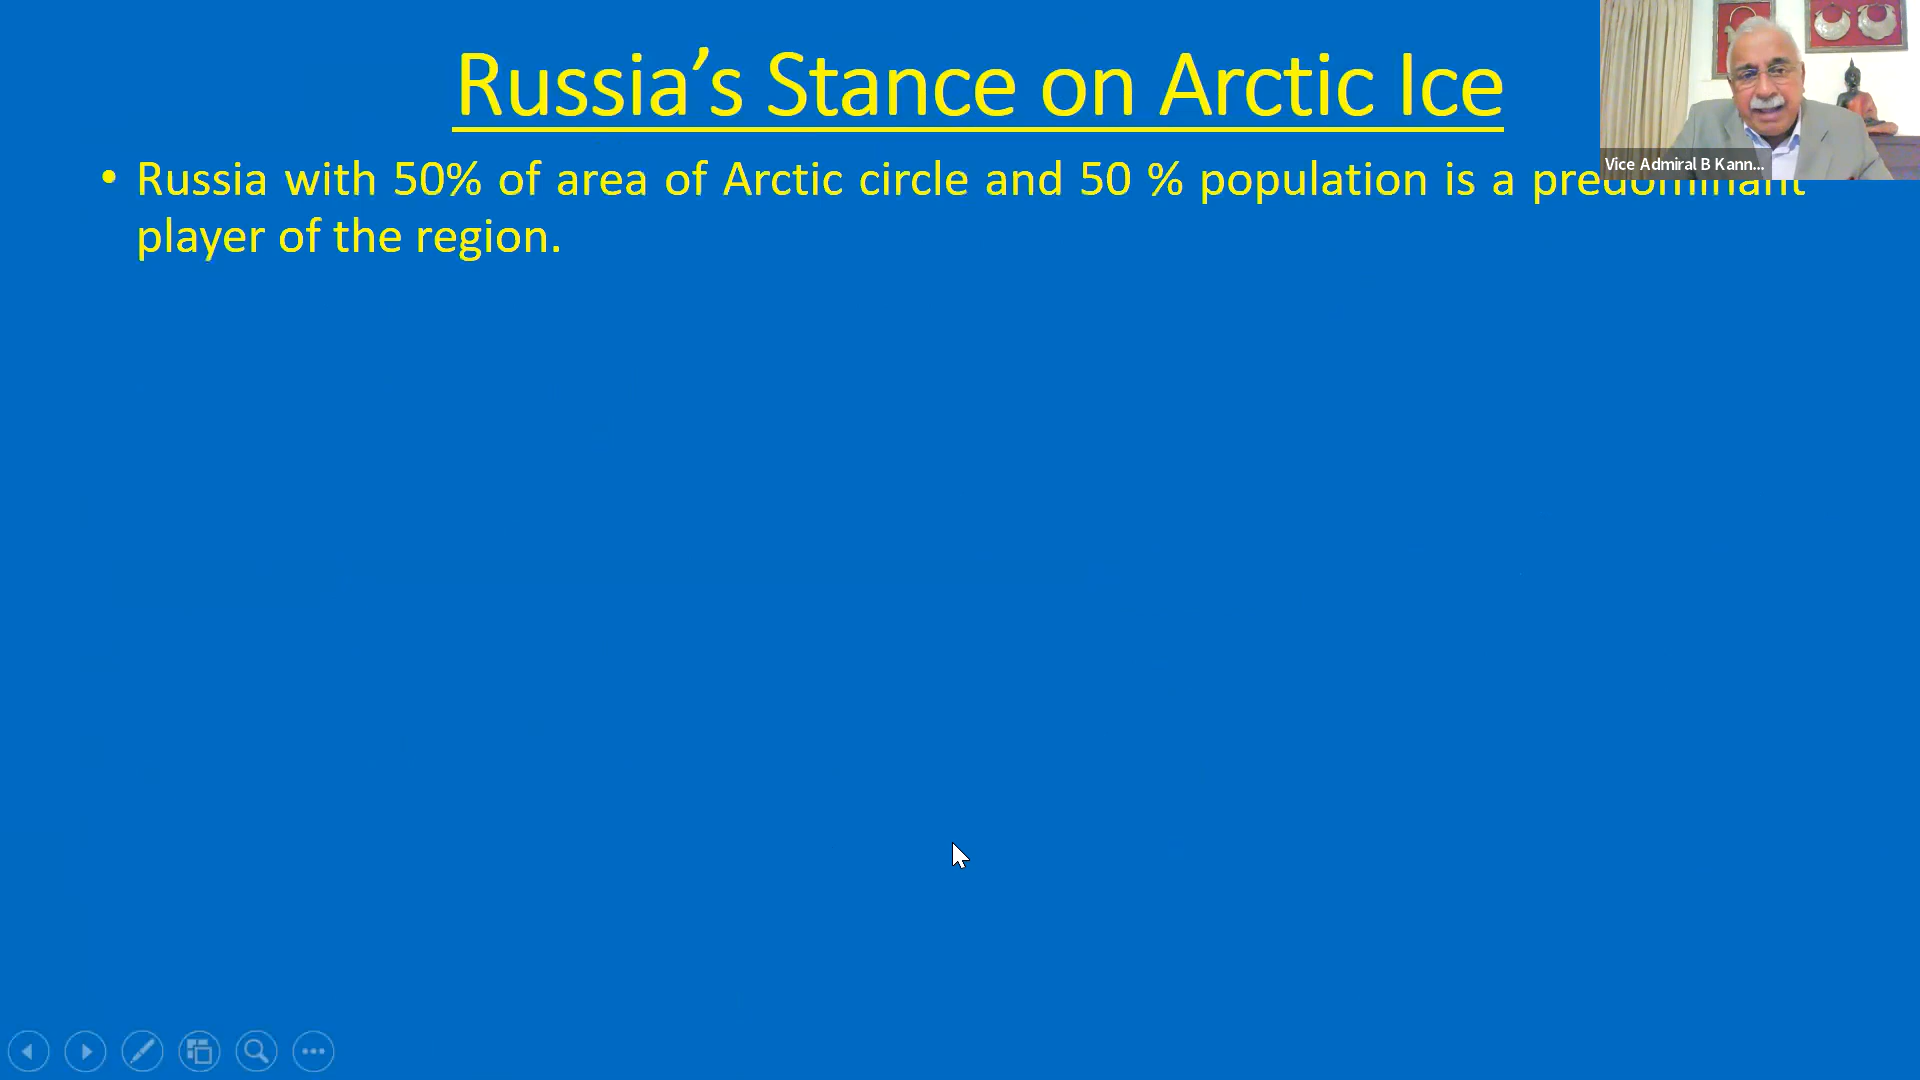 Russia’s Stance on Arctic Ice
Vice Admiral B Kann...
• Russia with 50% of area of Arctic circle and 50 % population is a predominant
player of the region.